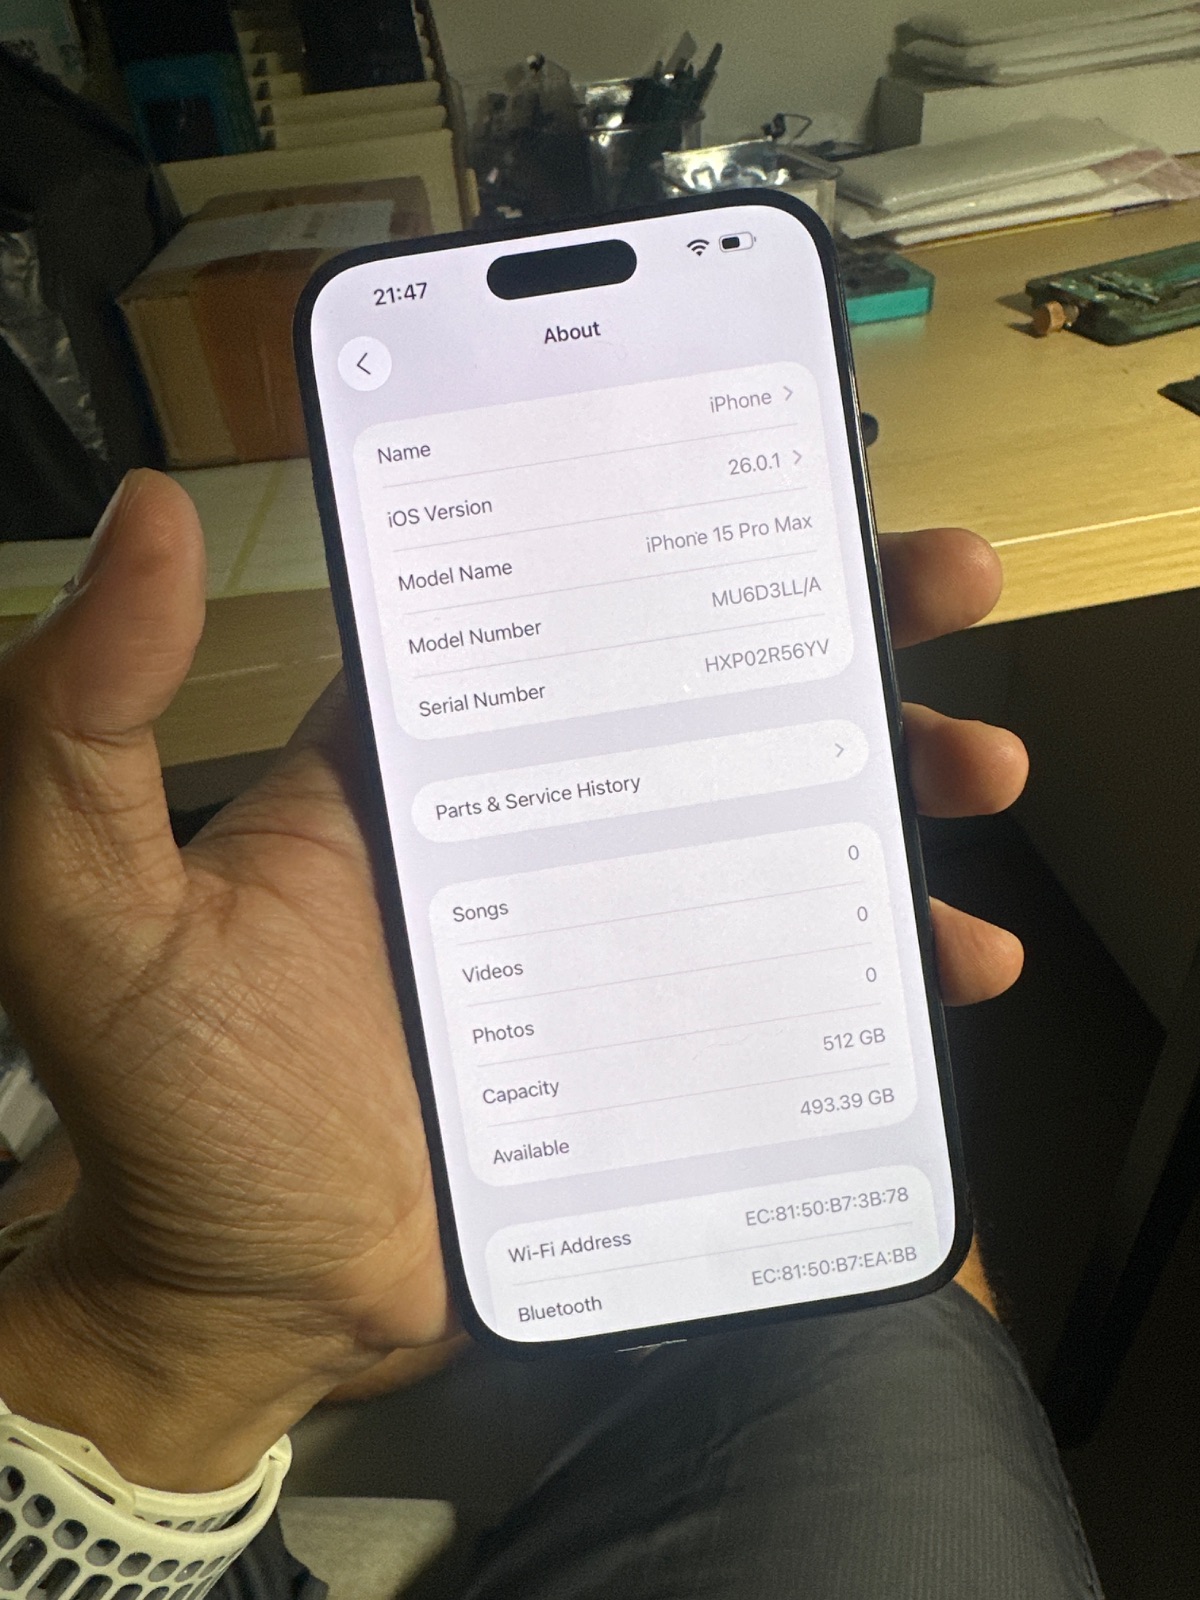 21:47
About
Name iPhone
iOS Version 26.0.1
Model Name iPhone 15 Pro Max
Model Number MU6D3LL/A
Serial Number HXP02R56YV
Parts & Service History
Songs 0
Videos 0
Photos 0
Capacity 512 GB
Available 493.39 GB
Wi-Fi Address EC:81:50:B7:3B:78
Bluetooth EC:81:50:B7:EA:BB